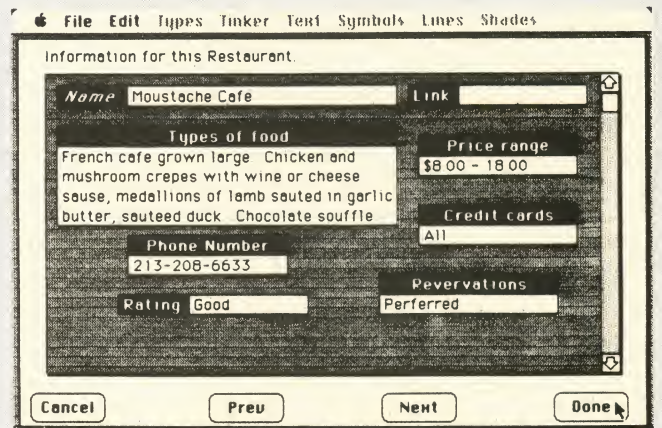 File Edit Types Tinker Text Symbols Lines Shades
Information for this Restaurant.
Name Moustache Cafe Link
Types of food
French cafe grown large Chicken and
mushroom crepes with wine or cheese
sause, medallions of lamb sauted in garlic
butter, sauteed duck Chocolate souffle
Price range
$8 00 - 18 00
Credit cards
All
Phone Number
213-208-6633
Rating Good
Revervations
Perferred
Cancel Prev Next Done